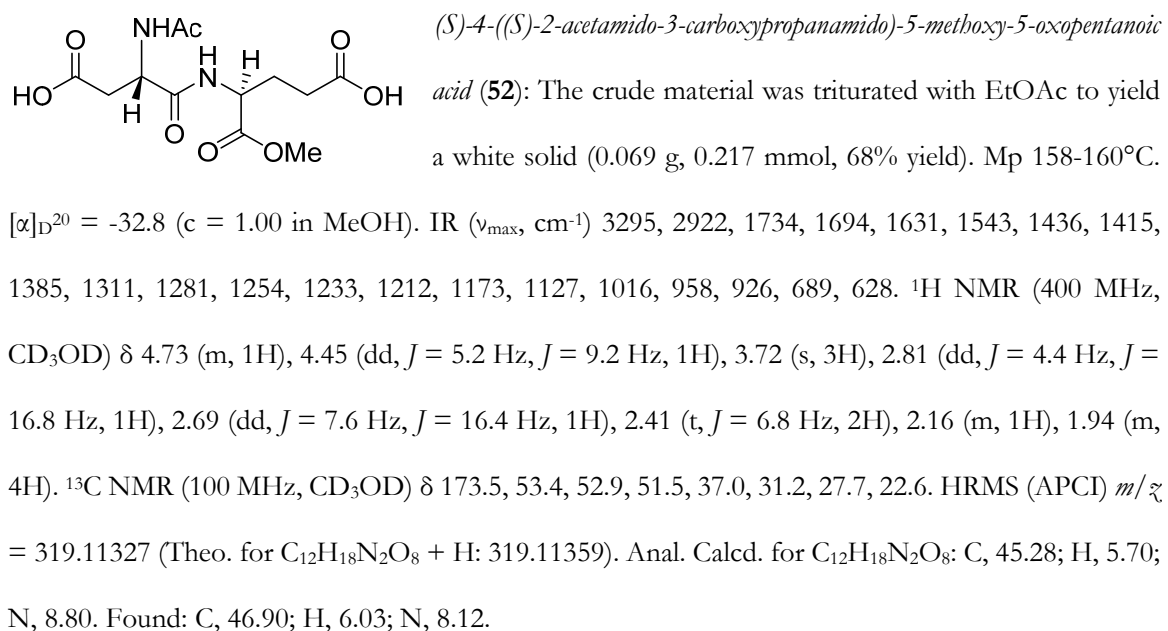 O NHAc O
HO H N H OH
H O O OMe
(S)-4-((S)-2-acetamido-3-carboxypropanamido)-5-methoxy-5-oxopentanoic
acid (52): The crude material was triturated with EtOAc to yield
a white solid (0.069 g, 0.217 mmol, 68% yield). Mp 158-160°C.
[α]D²⁰ = -32.8 (c = 1.00 in MeOH). IR (νmax, cm⁻¹) 3295, 2922, 1734, 1694, 1631, 1543, 1436, 1415,
1385, 1311, 1281, 1254, 1233, 1212, 1173, 1127, 1016, 958, 926, 689, 628. ¹H NMR (400 MHz,
CD₃OD) δ 4.73 (m, 1H), 4.45 (dd, J = 5.2 Hz, J = 9.2 Hz, 1H), 3.72 (s, 3H), 2.81 (dd, J = 4.4 Hz, J =
16.8 Hz, 1H), 2.69 (dd, J = 7.6 Hz, J = 16.4 Hz, 1H), 2.41 (t, J = 6.8 Hz, 2H), 2.16 (m, 1H), 1.94 (m,
4H). ¹³C NMR (100 MHz, CD₃OD) δ 173.5, 53.4, 52.9, 51.5, 37.0, 31.2, 27.7, 22.6. HRMS (APCI) m/z
= 319.11327 (Theo. for C₁₂H₁₈N₂O₈ + H: 319.11359). Anal. Calcd. for C₁₂H₁₈N₂O₈: C, 45.28; H, 5.70;
N, 8.80. Found: C, 46.90; H, 6.03; N, 8.12.